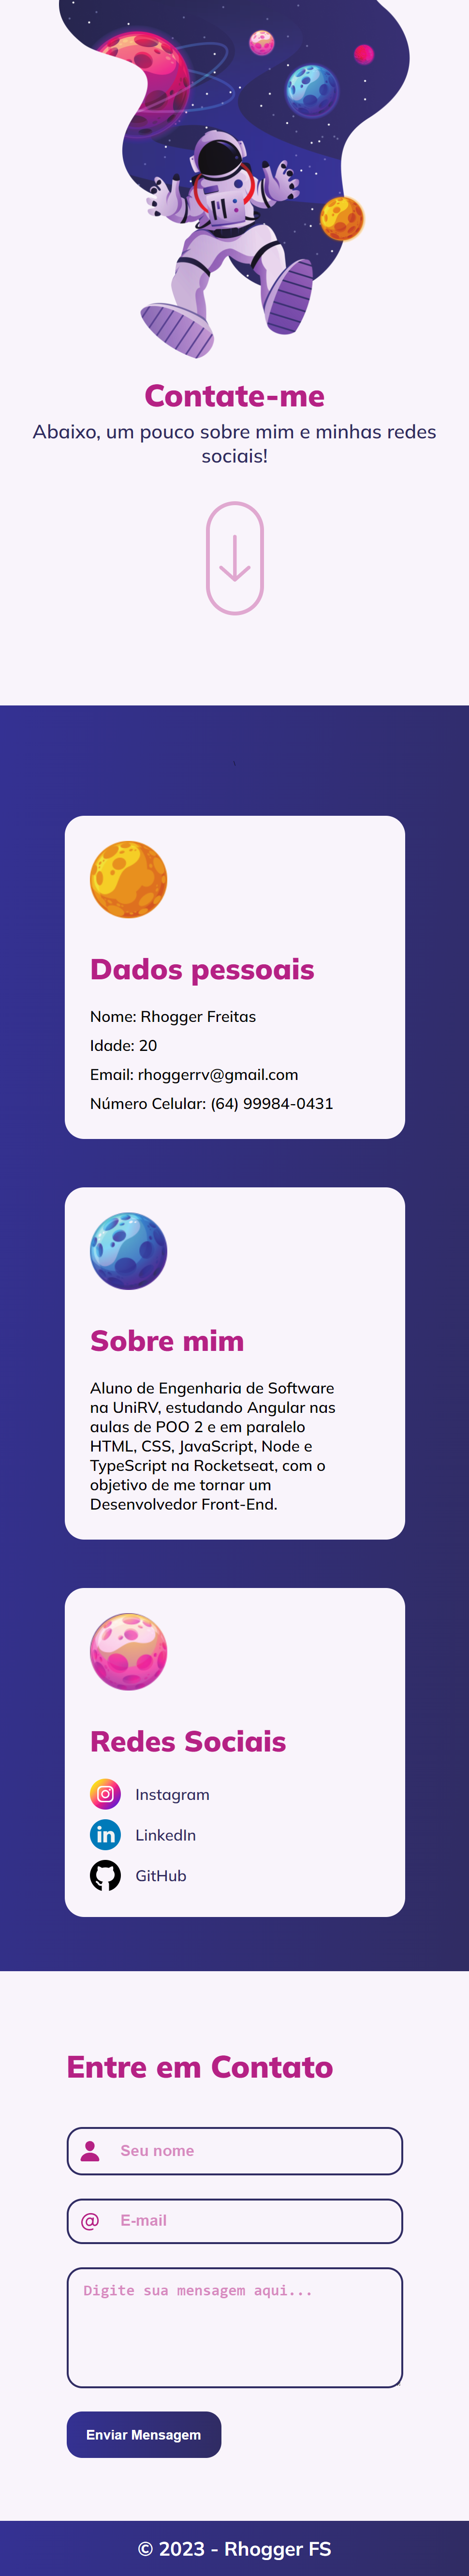 Contate-me
Abaixo, um pouco sobre mim e minhas redes
sociais!
Dados pessoais
Nome: Rhogger Freitas
Idade: 20
Email: rhoggerrv@gmail.com
Número Celular: (64) 99984-0431
Sobre mim
Aluno de Engenharia de Software
na UniRV, estudando Angular nas
aulas de POO 2 e em paralelo
HTML, CSS, JavaScript, Node e
TypeScript na Rocketseat, com o
objetivo de me tornar um
Desenvolvedor Front-End.
Redes Sociais
Instagram
in LinkedIn
GitHub
Entre em Contato
Seu nome
@ E-mail
Digite sua mensagem aqui...
Enviar Mensagem
© 2023 - Rhogger FS